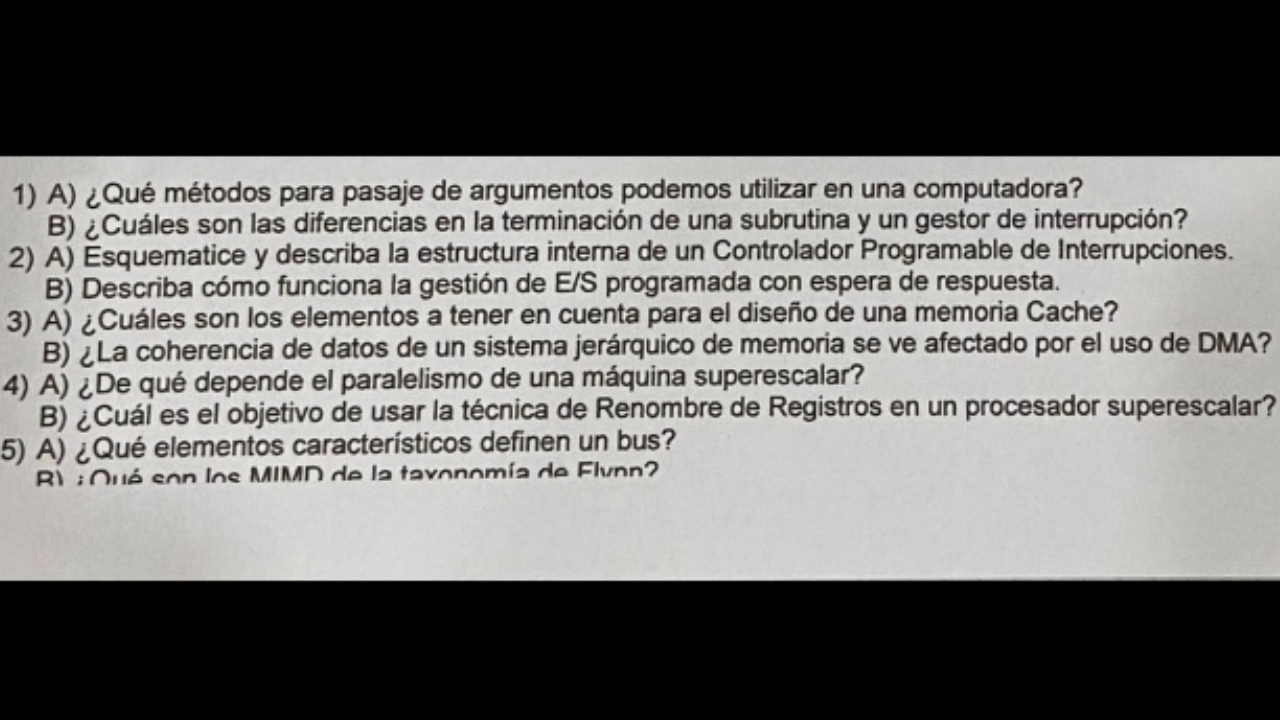 1) A) ¿Qué métodos para pasaje de argumentos podemos utilizar en una computadora?
B) ¿Cuáles son las diferencias en la terminación de una subrutina y un gestor de interrupción?
2) A) Esquematice y describa la estructura interna de un Controlador Programable de Interrupciones.
B) Describa cómo funciona la gestión de E/S programada con espera de respuesta.
3) A) ¿Cuáles son los elementos a tener en cuenta para el diseño de una memoria Cache?
B) ¿La coherencia de datos de un sistema jerárquico de memoria se ve afectado por el uso de DMA?
4) A) ¿De qué depende el paralelismo de una máquina superescalar?
B) ¿Cuál es el objetivo de usar la técnica de Renombre de Registros en un procesador superescalar?
5) A) ¿Qué elementos característicos definen un bus?
B) ¿Qué son los MIMD de la taxonomía de Flynn?